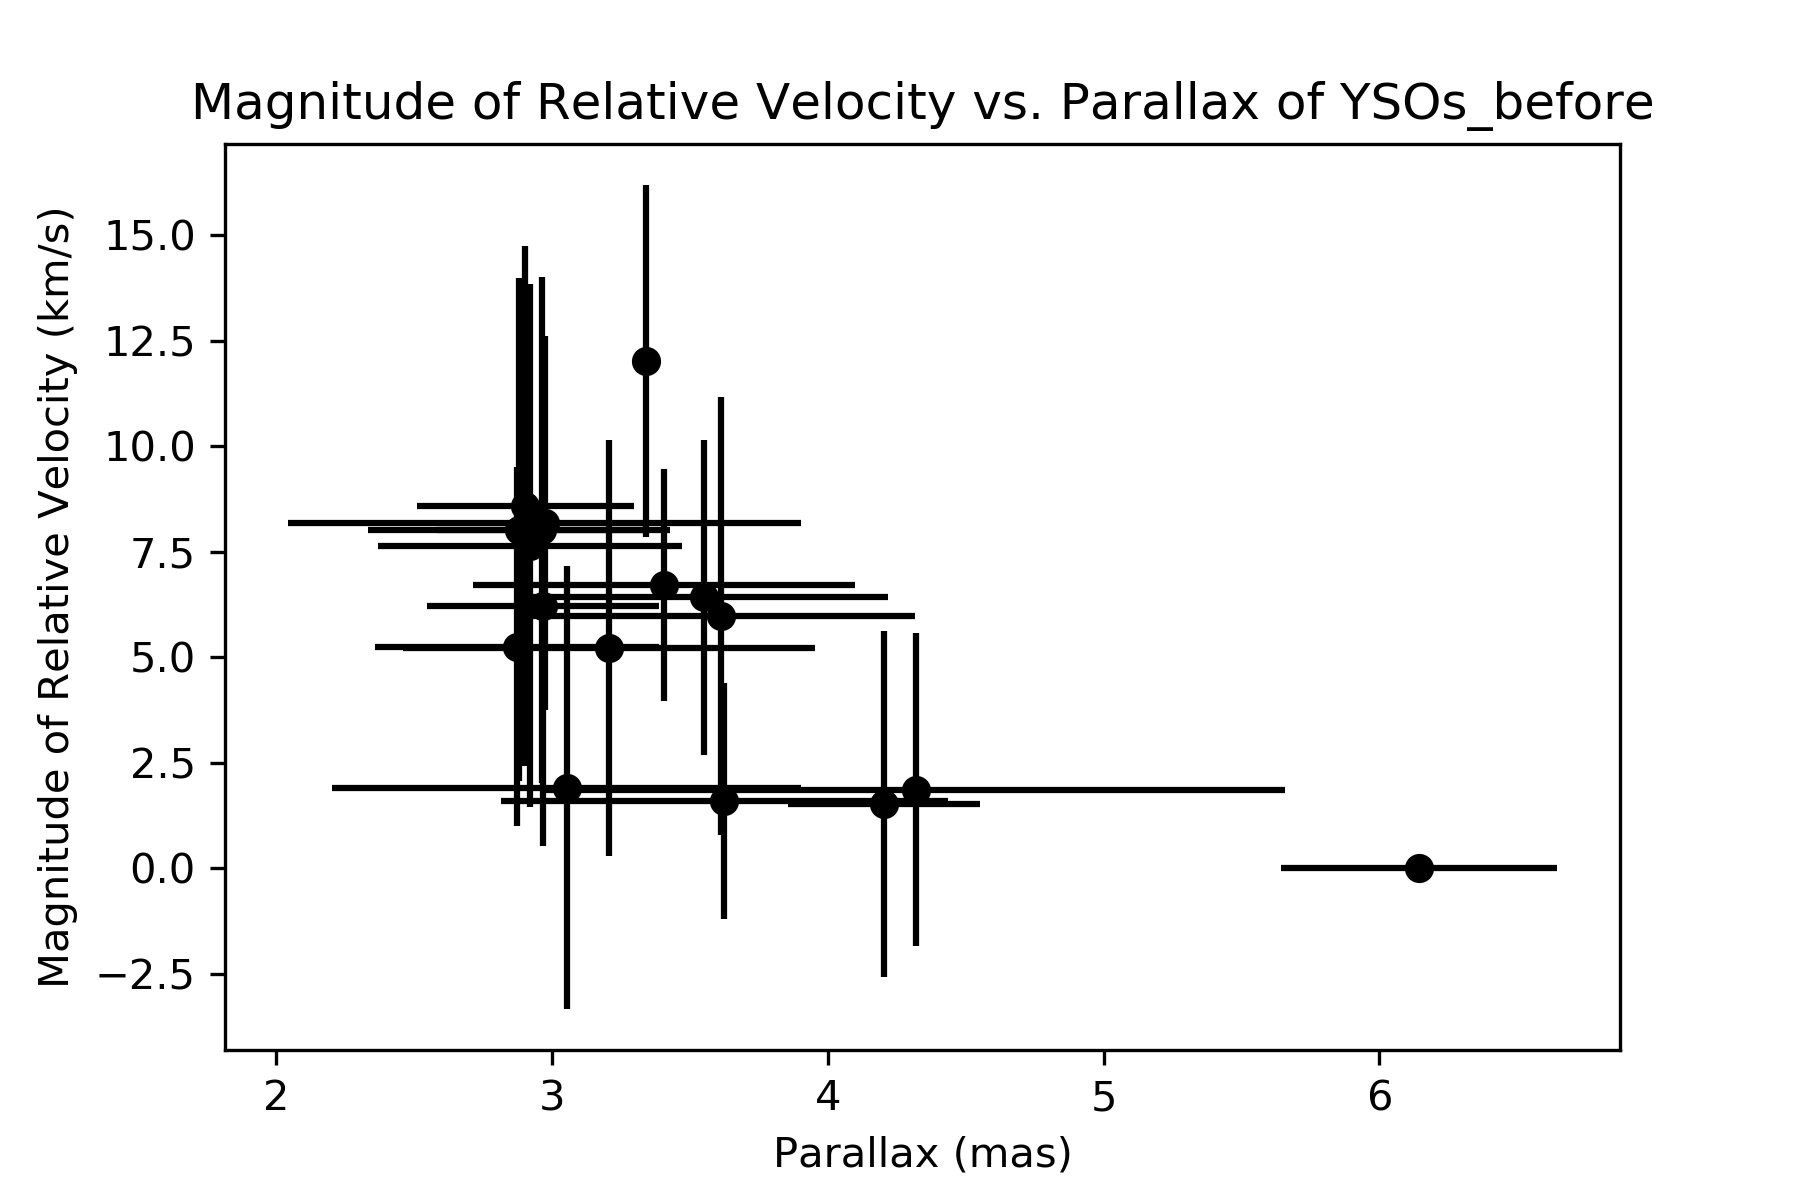 Magnitude of Relative Velocity vs. Parallax of YSOs_before
Magnitude of Relative Velocity (km/s)
15.0
12.5
10.0
7.5
5.0
2.5
0.0
−2.5
2 3 4 5 6
Parallax (mas)